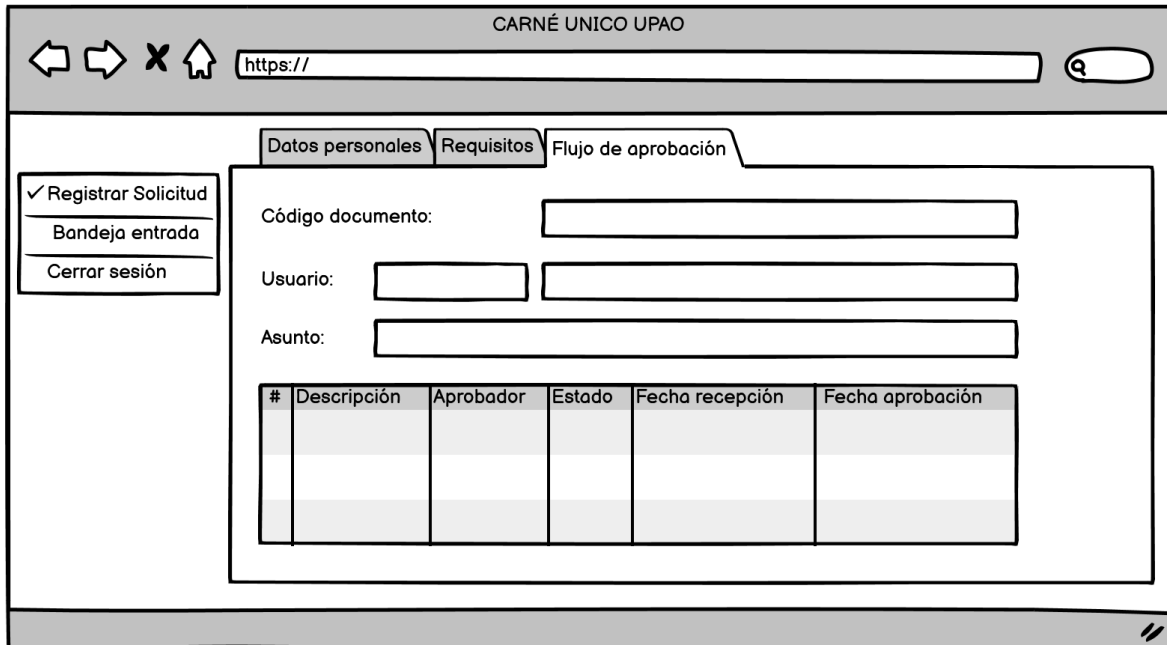 CARNÉ UNICO UPAO
https://
Datos personales Requisitos Flujo de aprobación
✓ Registrar Solicitud
Bandeja entrada
Cerrar sesión
Código documento:
Usuario:
Asunto:
# Descripción Aprobador Estado Fecha recepción Fecha aprobación